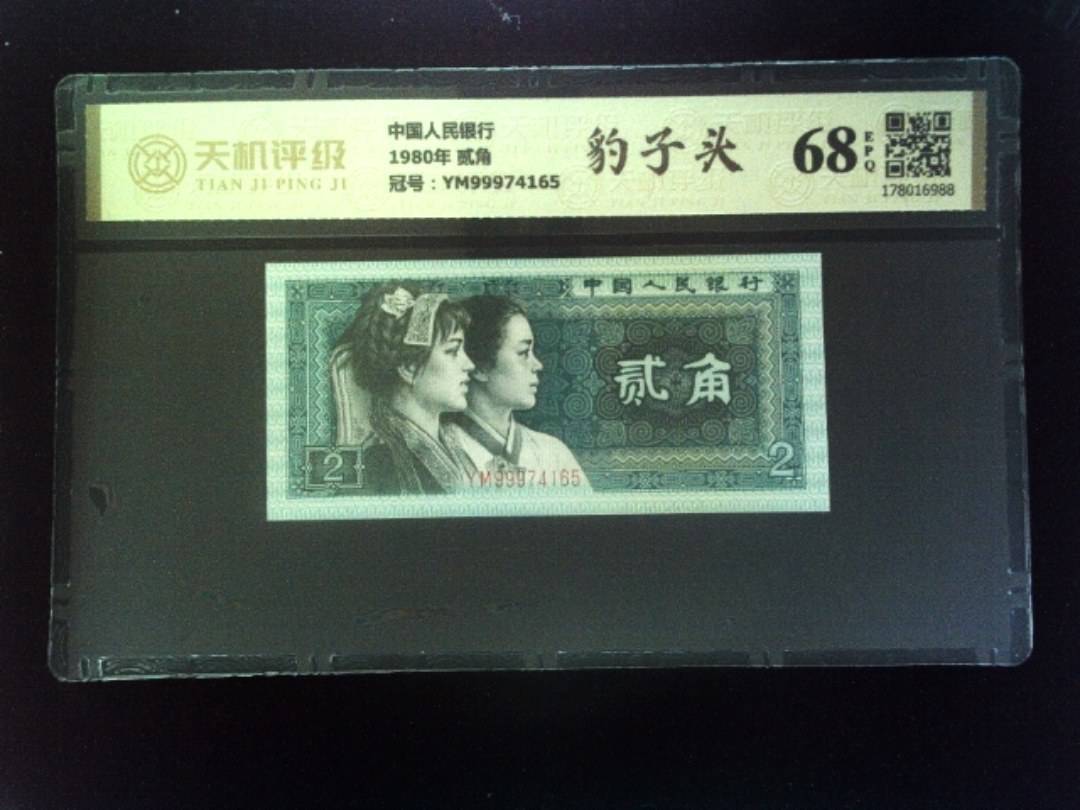 天机评级
TIAN JI PING JI
中国人民银行
1980年 贰角
冠号：YM99974165
豹子头
68
EPQ
178016988
中国人民银行
贰角
2
2
YM99974165